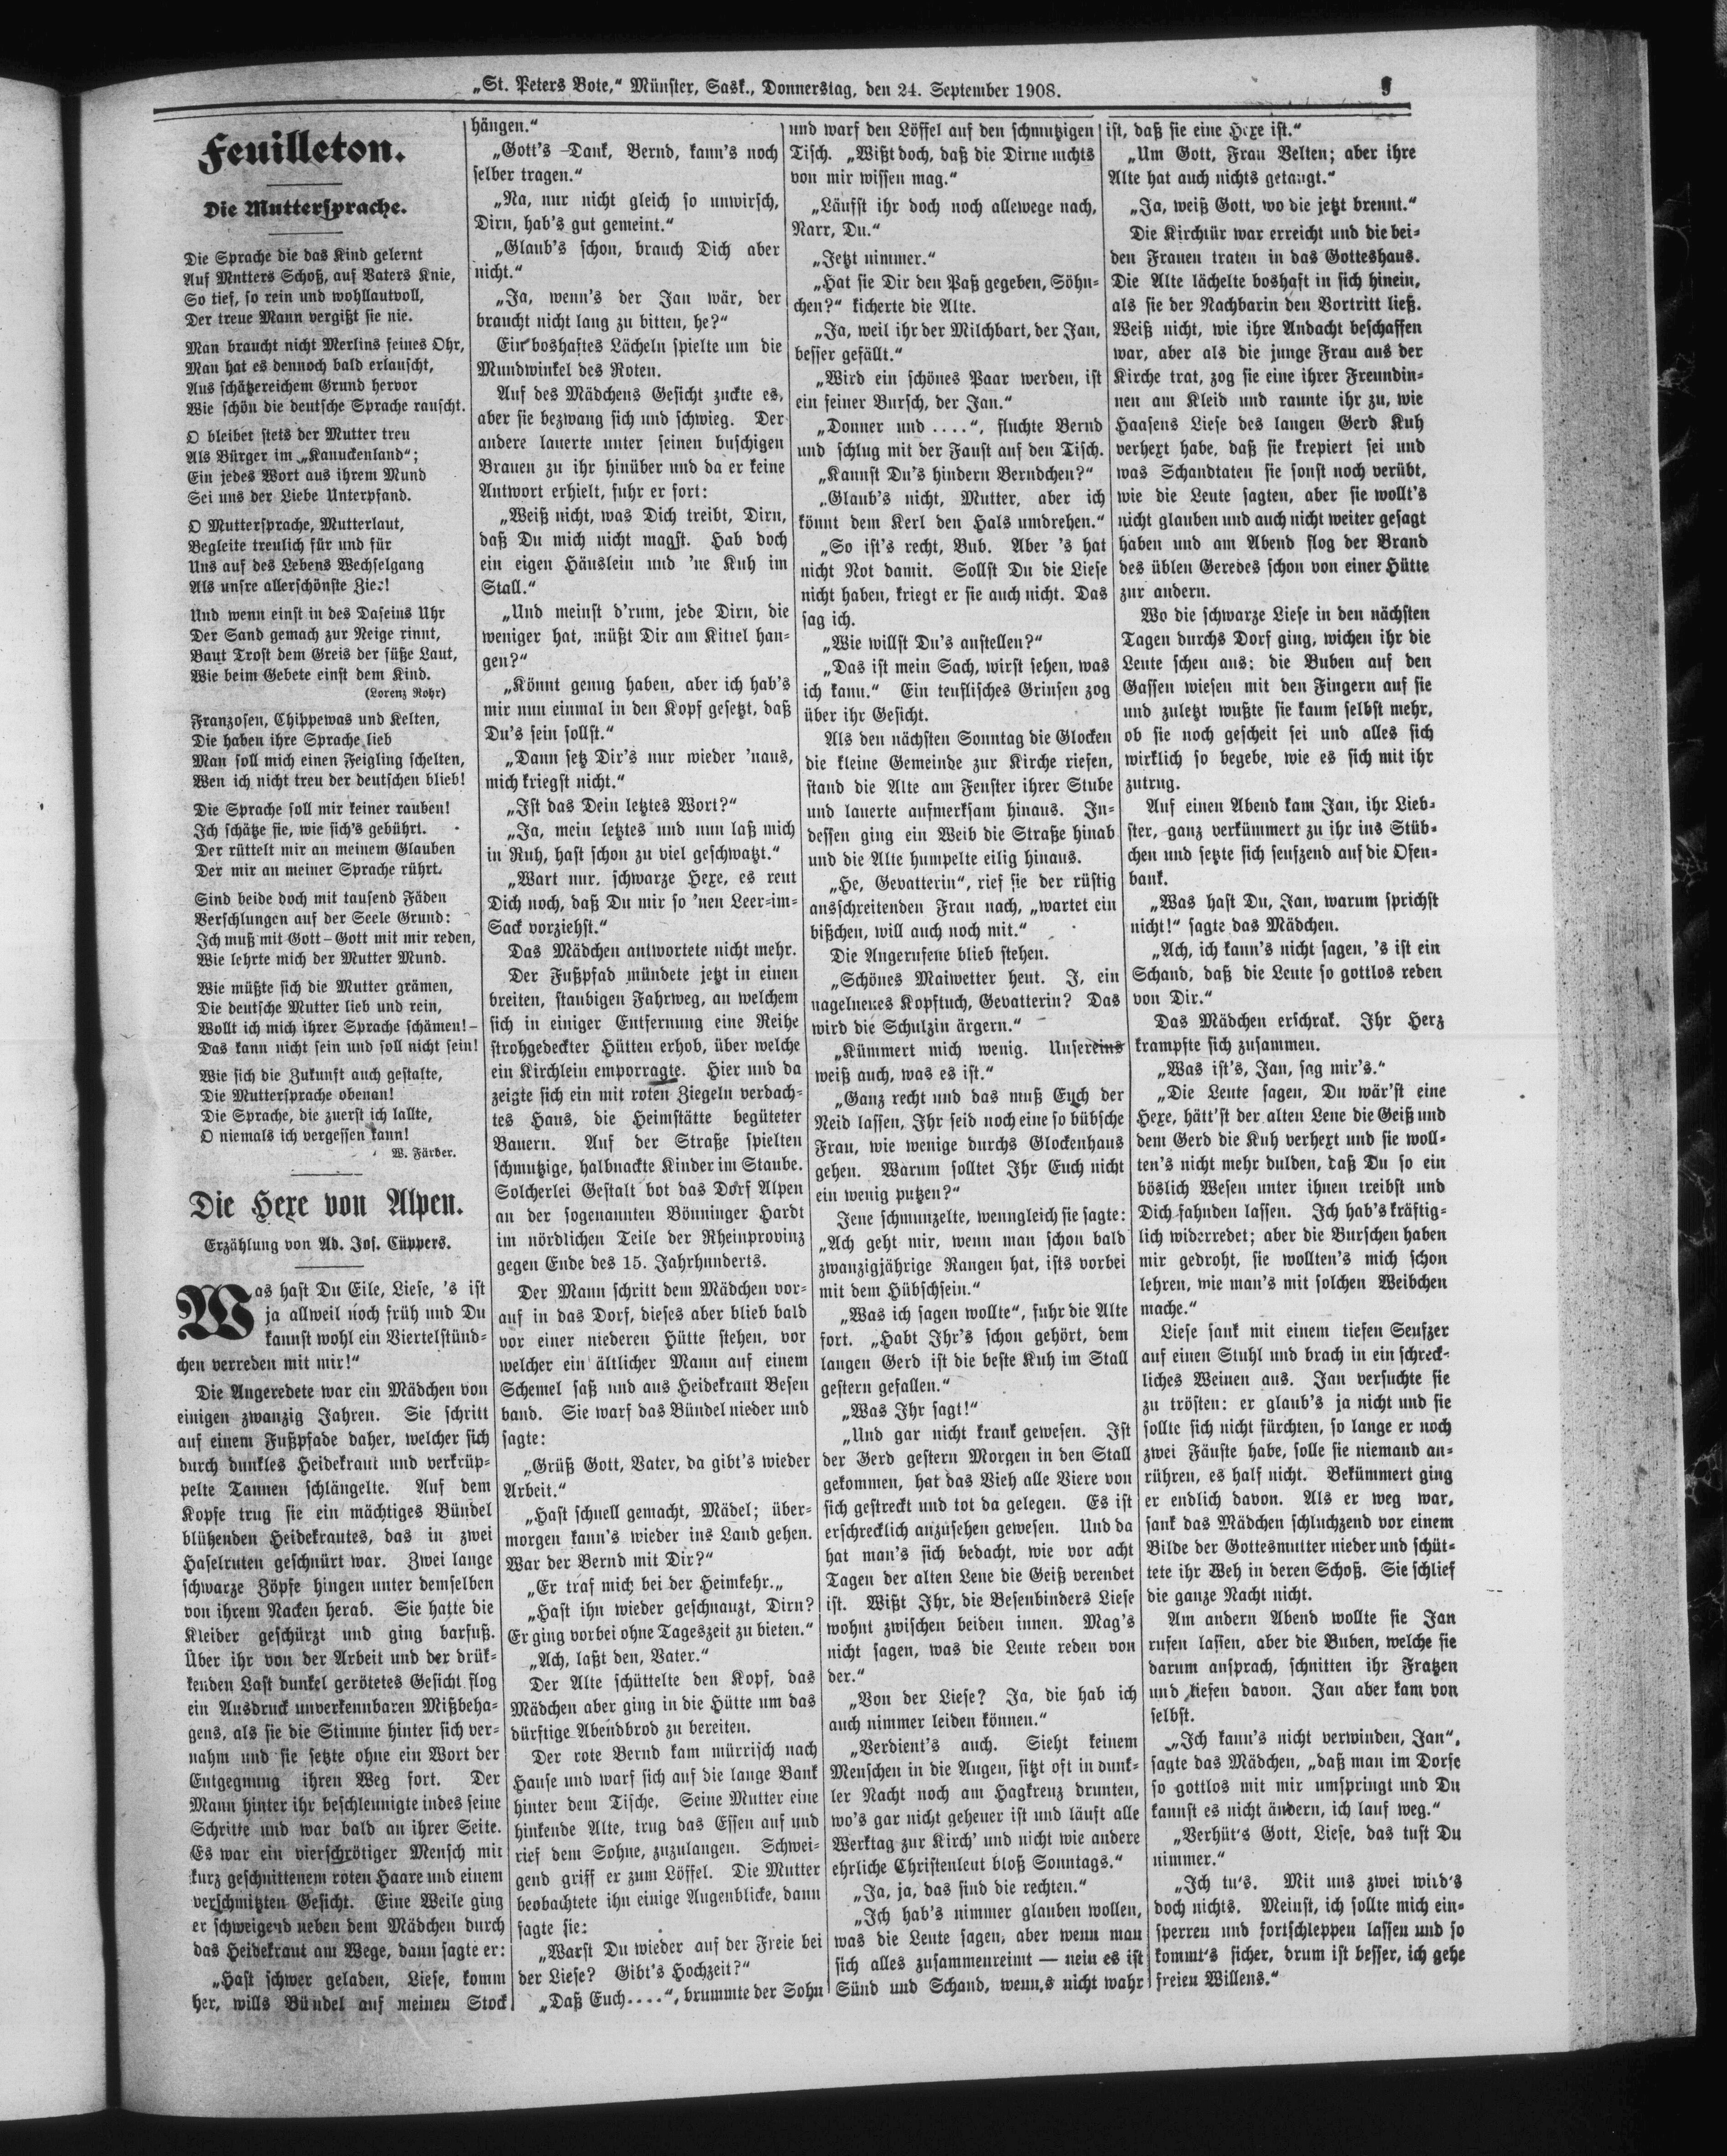 „St. Peters Bote,“ Münster, Sask., Donnerstag, den 24. September 1908.
Feuilleton.
Die Muttersprache.
Die Sprache die das Kind gelernt
Auf Mutters Schoß, auf Vaters Knie,
So tief, so rein und wohllautvoll,
Der treue Mann vergißt sie nie.
Man braucht nicht Merlins feines Ohr,
Man hat es dennoch bald erlauscht,
Aus schätzereichem Grund hervor
Wie schön die deutsche Sprache rauscht.
O bleibet stets der Mutter treu
Als Bürger im „Kanuckenland“;
Ein jedes Wort aus ihrem Mund
Sei uns der Liebe Unterpfand.
O Muttersprache, Mutterlaut,
Begleite treulich für und für
Uns auf des Lebens Wechselgang
Als unsre allerschönste Zier!
Und wenn einst in des Daseins Uhr
Der Sand gemach zur Neige rinnt,
Baut Trost dem Greis der süße Laut,
Wie beim Gebete einst dem Kind.
(Lorenz Rohr)
Franzosen, Chippewas und Kelten,
Die haben ihre Sprache lieb
Man soll mich einen Feigling schelten,
Wen ich nicht treu der deutschen blieb!
Die Sprache soll mir keiner rauben!
Ich schätze sie, wie sich's gebührt.
Der rüttelt mir an meinem Glauben
Der mir an meiner Sprache rührt.
Sind beide doch mit tausend Fäden
Verschlungen auf der Seele Grund:
Ich muß mit Gott – Gott mit mir reden,
Wie lehrte mich der Mutter Mund.
Wie müßte sich die Mutter grämen,
Die deutsche Mutter lieb und rein,
Wollt ich mich ihrer Sprache schämen! –
Das kann nicht sein und soll nicht sein!
Wie sich die Zukunft auch gestalte,
Die Muttersprache obenan!
Die Sprache, die zuerst ich lallte,
O niemals ich vergessen kann!
W. Färber.
Die Hexe von Alpen.
Erzählung von Ad. Jos. Cüppers.
Was hast Du Eile, Liese, 's ist
ja allweil noch früh und Du
kannst wohl ein Viertelstünd-
chen verreden mit mir!“
Die Angeredete war ein Mädchen von
einigen zwanzig Jahren. Sie schritt
auf einem Fußpfade daher, welcher sich
durch dunkles Heidekraut und verkrüp-
pelte Tannen schlängelte. Auf dem
Kopfe trug sie ein mächtiges Bündel
blühenden Heidekrautes, das in zwei
Haselruten geschnürt war. Zwei lange
schwarze Zöpfe hingen unter demselben
von ihrem Nacken herab. Sie hatte die
Kleider geschürzt und ging barfuß.
Über ihr von der Arbeit und der drük-
kenden Last dunkel gerötetes Gesicht flog
ein Ausdruck unverkennbaren Mißbeha-
gens, als sie die Stimme hinter sich ver-
nahm und sie setzte ohne ein Wort der
Entgegnung ihren Weg fort. Der
Mann hinter ihr beschleunigte indes seine
Schritte und war bald an ihrer Seite.
Es war ein vierschrötiger Mensch mit
kurz geschnittenem roten Haare und einem
verschmitzten Gesicht. Eine Weile ging
er schweigend neben dem Mädchen durch
das Heidekraut am Wege, dann sagte er:
„Hast schwer geladen, Liese, komm
her, wills Bündel auf meinen Stock
hängen.“
„Gott's Dank, Bernd, kann's noch
selber tragen.“
„Na, nur nicht gleich so unwirsch,
Dirn, hab's gut gemeint.“
„Glaub's schon, brauch Dich aber
nicht.“
„Ja, wenn's der Jan wär, der
braucht nicht lang zu bitten, he?“
Ein boshaftes Lächeln spielte um die
Mundwinkel des Roten.
Auf des Mädchens Gesicht zuckte es,
aber sie bezwang sich und schwieg. Der
andere lauerte unter seinen buschigen
Brauen zu ihr hinüber und da er keine
Antwort erhielt, fuhr er fort:
„Weiß nicht, was Dich treibt, Dirn,
daß Du mich nicht magst. Hab doch
ein eigen Häuslein und 'ne Kuh im
Stall.“
„Und meinst d'rum, jede Dirn, die
weniger hat, müßt Dir am Kittel han-
gen?“
„Könnt genug haben, aber ich hab's
mir nun einmal in den Kopf gesetzt, daß
Du's sein sollst.“
„Dann setz Dir's nur wieder 'naus,
mich kriegst nicht.“
„Ist das Dein letztes Wort?“
„Ja, mein letztes und nun laß mich
in Ruh, hast schon zu viel geschwatzt.“
„Wart nur, schwarze Hexe, es reut
Dich noch, daß Du mir so 'nen Leer-im-
Sack vorziehst.“
Das Mädchen antwortete nicht mehr.
Der Fußpfad mündete jetzt in einen
breiten, staubigen Fahrweg, an welchem
sich in einiger Entfernung eine Reihe
strohgedeckter Hütten erhob, über welche
ein Kirchlein emporragte. Hier und da
zeigte sich ein mit roten Ziegeln verdach-
tes Haus, die Heimstätte begüteter
Bauern. Auf der Straße spielten
schmutzige, halbnackte Kinder im Staube.
Solcherlei Gestalt bot das Dorf Alpen
an der sogenannten Bönninger Hardt
im nördlichen Teile der Rheinprovinz
gegen Ende des 15. Jahrhunderts.
Der Mann schritt dem Mädchen vor-
auf in das Dorf, dieses aber blieb bald
vor einer niederen Hütte stehen, vor
welcher ein ältlicher Mann auf einem
Schemel saß und aus Heidekraut Besen
band. Sie warf das Bündel nieder und
sagte:
„Grüß Gott, Vater, da gibt's wieder
Arbeit.“
„Hast schnell gemacht, Mädel; über-
morgen kann's wieder ins Land gehen.
War der Bernd mit Dir?“
„Er traf mich bei der Heimkehr.„
„Hast ihn wieder geschnauzt, Dirn?
Er ging vorbei ohne Tageszeit zu bieten.“
„Ach, laßt den, Vater.“
Der Alte schüttelte den Kopf, das
Mädchen aber ging in die Hütte um das
dürftige Abendbrod zu bereiten.
Der rote Bernd kam mürrisch nach
Hause und warf sich auf die lange Bank
hinter dem Tische. Seine Mutter eine
hinkende Alte, trug das Essen auf und
rief dem Sohne, zuzulangen. Schwei-
gend griff er zum Löffel. Die Mutter
beobachtete ihn einige Augenblicke, dann
sagte sie:
„Warst Du wieder auf der Freie bei
der Liese? Gibt's Hochzeit?“
„Daß Euch....“, brummte der Sohn
und warf den Löffel auf den schmutzigen
Tisch. „Wißt doch, daß die Dirne nichts
von mir wissen mag.“
„Läufst ihr doch noch allewege nach,
Narr, Du.“
„Jetzt nimmer.“
„Hat sie Dir den Paß gegeben, Söhn-
chen?“ kicherte die Alte.
„Ja, weil ihr der Milchbart, der Jan,
besser gefällt.“
„Wird ein schönes Paar werden, ist
ein feiner Bursch, der Jan.“
„Donner und ....“, fluchte Bernd
und schlug mit der Faust auf den Tisch.
„Kannst Du's hindern Berndchen?“
„Glaub's nicht, Mutter, aber ich
könnt dem Kerl den Hals umdrehen.“
„So ist's recht, Bub. Aber 's hat
nicht Not damit. Sollst Du die Liese
nicht haben, kriegt er sie auch nicht. Das
sag ich.
„Wie willst Du's anstellen?“
„Das ist mein Sach, wirst sehen, was
ich kann.“ Ein teuflisches Grinsen zog
über ihr Gesicht.
Als den nächsten Sonntag die Glocken
die kleine Gemeinde zur Kirche riefen,
stand die Alte am Fenster ihrer Stube
und lauerte aufmerksam hinaus. In-
dessen ging ein Weib die Straße hinab
und die Alte humpelte eilig hinaus.
„He, Gevatterin“, rief sie der rüstig
ausschreitenden Frau nach, „wartet ein
bißchen, will auch noch mit.“
Die Angerufene blieb stehen.
„Schönes Maiwetter heut. J, ein
nagelneues Kopftuch, Gevatterin? Das
wird die Schulzin ärgern.“
„Kümmert mich wenig. Unsereins
weiß auch, was es ist.“
„Ganz recht und das muß Euch der
Neid lassen, Ihr seid noch eine so hübsche
Frau, wie wenige durchs Glockenhaus
gehen. Warum solltet Ihr Euch nicht
ein wenig putzen?“
Jene schmunzelte, wenngleich sie sagte:
„Ach geht mir, wenn man schon bald
zwanzigjährige Rangen hat, ists vorbei
mit dem Hübschsein.“
„Was ich sagen wollte“, fuhr die Alte
fort. „Habt Ihr's schon gehört, dem
langen Gerd ist die beste Kuh im Stall
gestern gefallen.“
„Was Ihr sagt!“
„Und gar nicht krank gewesen. Ist
der Gerd gestern Morgen in den Stall
gekommen, hat das Vieh alle Viere von
sich gestreckt und tot da gelegen. Es ist
erschrecklich anzusehen gewesen. Und da
hat man's sich bedacht, wie vor acht
Tagen der alten Lene die Geiß verendet
ist. Wißt Ihr, die Besenbinders Liese
wohnt zwischen beiden innen. Mag's
nicht sagen, was die Leute reden von
der.“
„Von der Liese? Ja, die hab ich
auch nimmer leiden können.“
„Verdient's auch. Sieht keinem
Menschen in die Augen, sitzt oft in dunk-
ler Nacht noch am Hagkreuz drunten,
wo's gar nicht geheuer ist und läuft alle
Werktag zur Kirch' und nicht wie andere
ehrliche Christenleut bloß Sonntags.“
„Ja, ja, das sind die rechten.“
„Ich hab's nimmer glauben wollen,
was die Leute sagen, aber wenn man
sich alles zusammenreimt — nein es ist
Sünd und Schand, wenn,s nicht wahr
ist, daß sie eine Hexe ist.“
„Um Gott, Frau Velten; aber ihre
Alte hat auch nichts getaugt.“
„Ja, weiß Gott, wo die jetzt brennt.“
Die Kirchtür war erreicht und die bei-
den Frauen traten in das Gotteshaus.
Die Alte lächelte boshaft in sich hinein,
als sie der Nachbarin den Vortritt ließ.
Weiß nicht, wie ihre Andacht beschaffen
war, aber als die junge Frau aus der
Kirche trat, zog sie eine ihrer Freundin-
nen am Kleid und raunte ihr zu, wie
Haasens Liese des langen Gerd Kuh
verhext habe, daß sie krepiert sei und
was Schandtaten sie sonst noch verübt,
wie die Leute sagten, aber sie wollt's
nicht glauben und auch nicht weiter gesagt
haben und am Abend flog der Brand
des üblen Geredes schon von einer Hütte
zur andern.
Wo die schwarze Liese in den nächsten
Tagen durchs Dorf ging, wichen ihr die
Leute scheu aus; die Buben auf den
Gassen wiesen mit den Fingern auf sie
und zuletzt wußte sie kaum selbst mehr,
ob sie noch gescheit sei und alles sich
wirklich so begebe, wie es sich mit ihr
zutrug.
Auf einen Abend kam Jan, ihr Lieb-
ster, ganz verkümmert zu ihr ins Stüb-
chen und setzte sich seufzend auf die Ofen-
bank.
„Was hast Du, Jan, warum sprichst
nicht!“ sagte das Mädchen.
„Ach, ich kann's nicht sagen, 's ist ein
Schand, daß die Leute so gottlos reden
von Dir.“
Das Mädchen erschrak. Ihr Herz
krampfte sich zusammen.
„Was ist's, Jan, sag mir's.“
„Die Leute sagen, Du wär'st eine
Hexe, hätt'st der alten Lene die Geiß und
dem Gerd die Kuh verhext und sie woll-
ten's nicht mehr dulden, daß Du so ein
böslich Wesen unter ihnen treibst und
Dich fahnden lassen. Ich hab's kräftig-
lich widerredet; aber die Burschen haben
mir gedroht, sie wollten's mich schon
lehren, wie man's mit solchen Weibchen
mache.“
Liese sank mit einem tiefen Seufzer
auf einen Stuhl und brach in ein schreck-
liches Weinen aus. Jan versuchte sie
zu trösten: er glaub's ja nicht und sie
sollte sich nicht fürchten, so lange er noch
zwei Fäuste habe, solle sie niemand an-
rühren, es half nicht. Bekümmert ging
er endlich davon. Als er weg war,
sank das Mädchen schluchzend vor einem
Bilde der Gottesmutter nieder und schüt-
tete ihr Weh in deren Schoß. Sie schlief
die ganze Nacht nicht.
Am andern Abend wollte sie Jan
rufen lassen, aber die Buben, welche sie
darum ansprach, schnitten ihr Fratzen
und liefen davon. Jan aber kam von
selbst.
„Ich kann's nicht verwinden, Jan“,
sagte das Mädchen, „daß man im Dorfe
so gottlos mit mir umspringt und Du
kannst es nicht ändern, ich lauf weg.“
„Verhüt's Gott, Liese, das tust Du
nimmer.“
„Ich tu's. Mit uns zwei wird's
doch nichts. Meinst, ich sollte mich ein-
sperren und fortschleppen lassen und so
kommt's sicher, drum ist besser, ich gehe
freien Willens.“